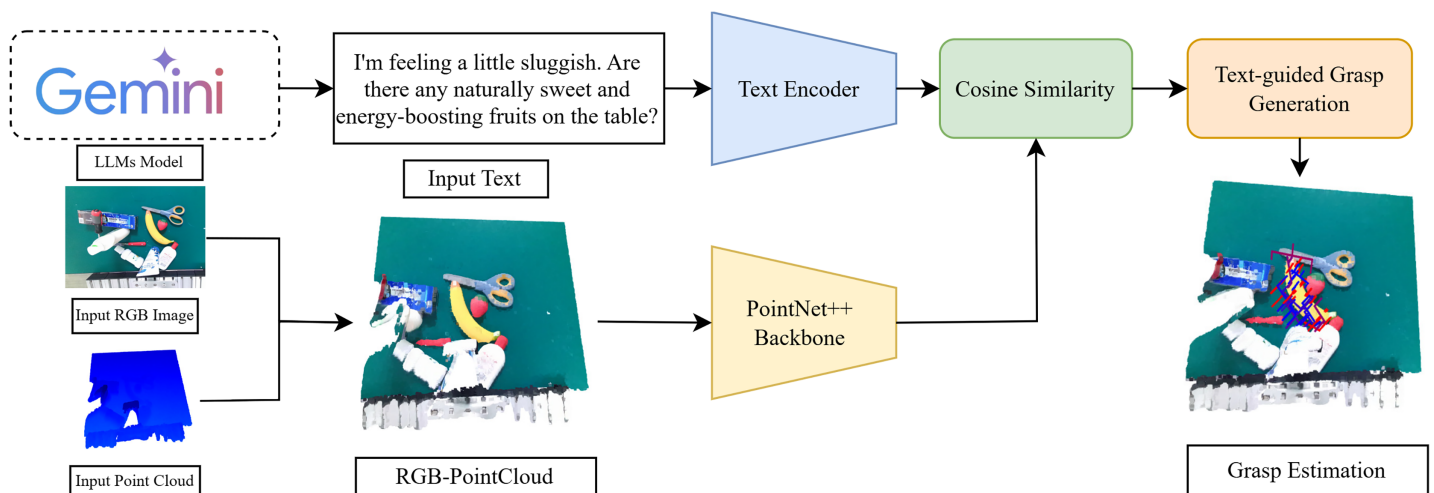 Gemini
LLMs Model
I'm feeling a little sluggish. Are
there any naturally sweet and
energy-boosting fruits on the table?
Input Text
Text Encoder
Cosine Similarity
Text-guided Grasp
Generation
Input RGB Image
Input Point Cloud
RGB-PointCloud
PointNet++
Backbone
Grasp Estimation